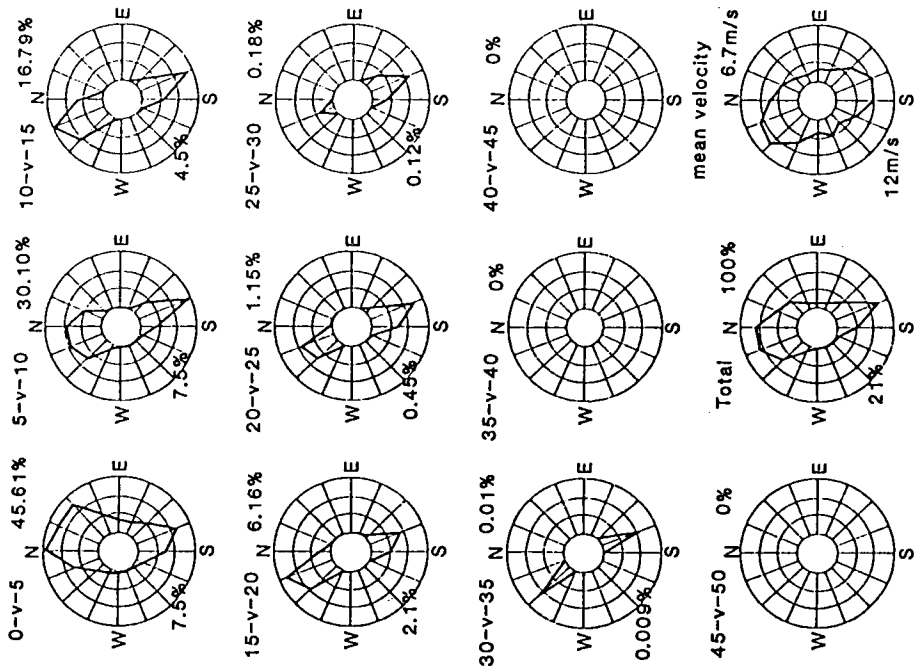 0-v-5 45.61%
N
W E
S
7.5%
5-v-10 30.10%
N
W E
S
7.5%
10-v-15 16.79%
N
W E
S
4.5%
15-v-20 6.16%
N
W E
S
2.1%
20-v-25 1.15%
N
W E
S
0.45%
25-v-30 0.18%
N
W E
S
0.12%
30-v-35 0.01%
N
W E
S
0.009%
35-v-40 0%
N
W E
S
40-v-45 0%
N
W E
S
45-v-50 0%
N
W E
S
Total 100%
N
W E
S
21%
mean velocity
N 6.7m/s
W E
S
12m/s